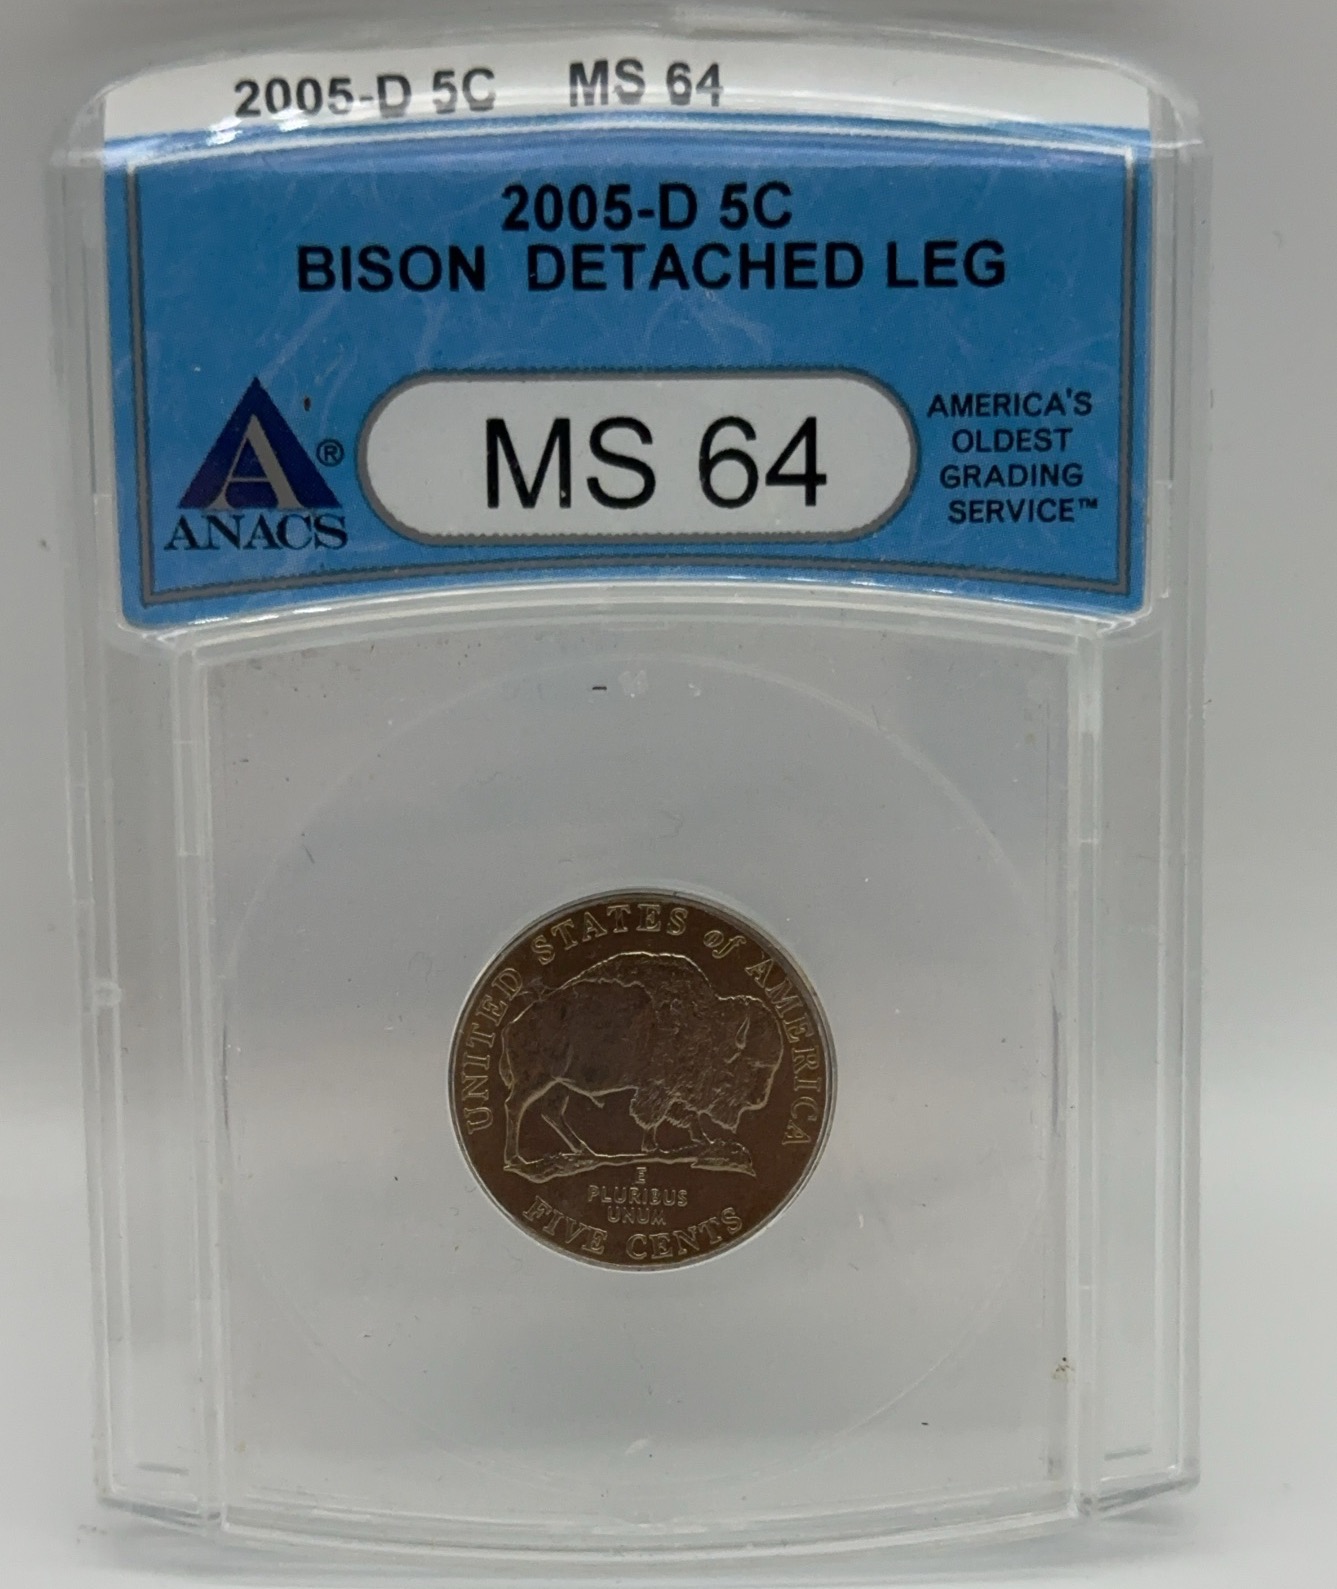 2005-D 5C MS 64
2005-D 5C
BISON DETACHED LEG
A®
ANACS
MS 64
AMERICA'S
OLDEST
GRADING
SERVICE™
UNITED STATES of AMERICA
E
PLURIBUS
UNUM
FIVE CENTS